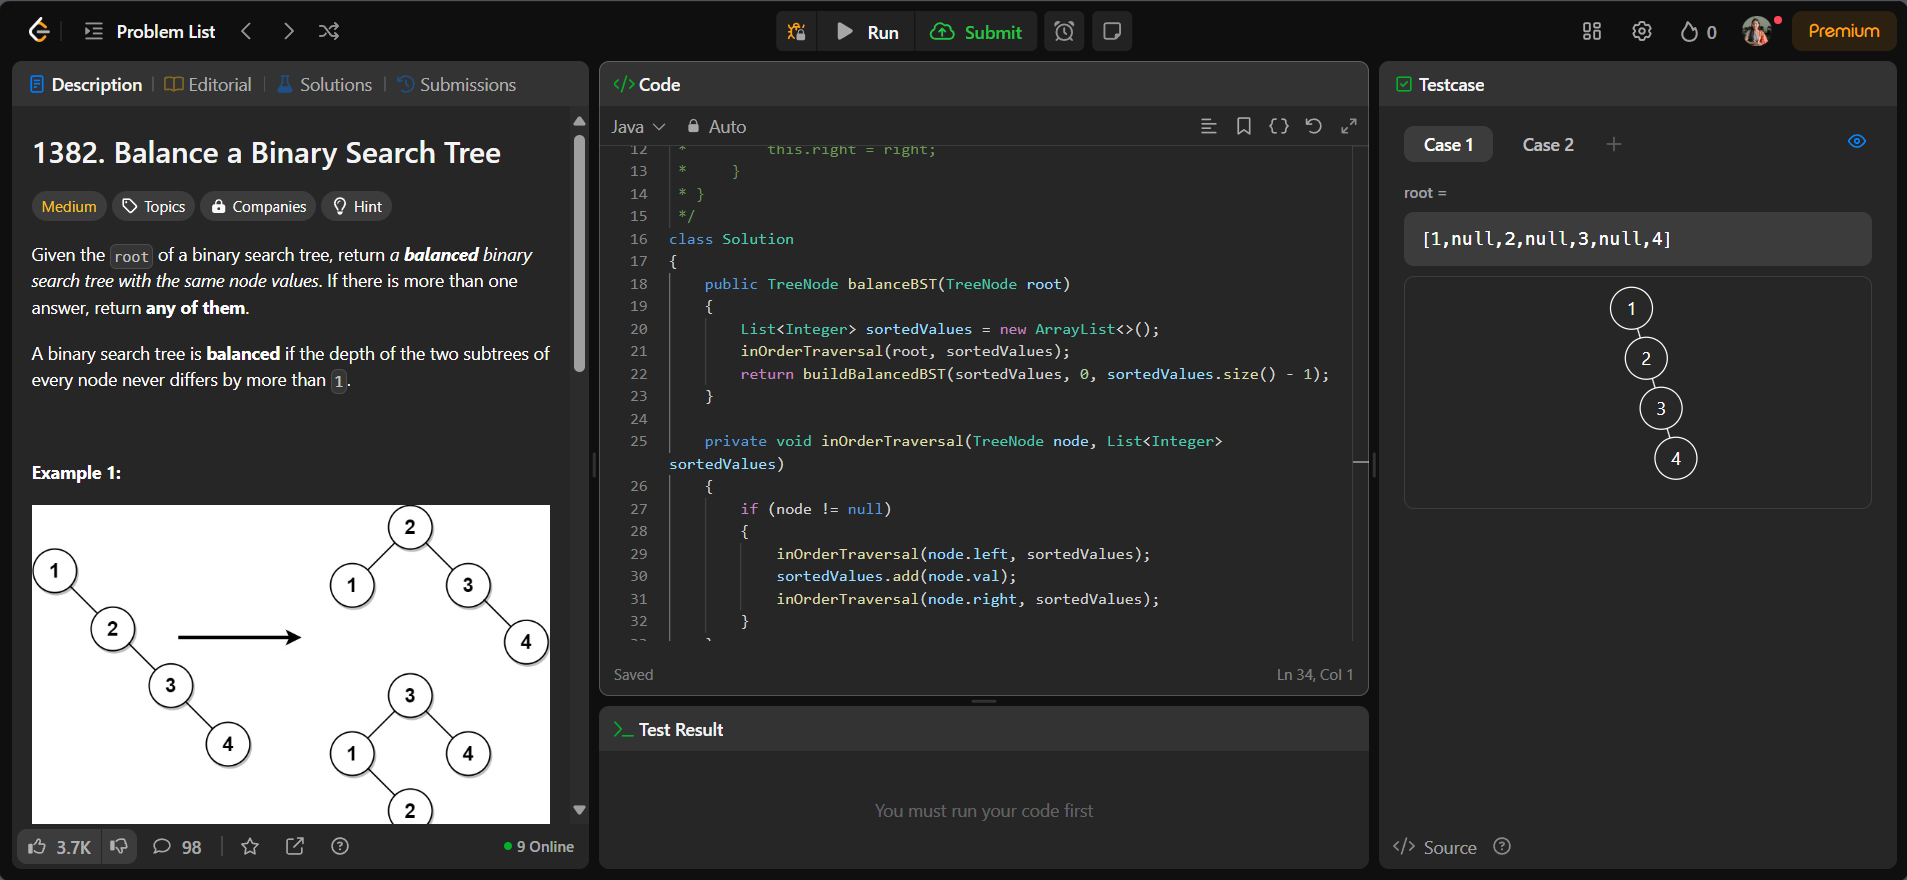 Problem List
Run
Submit
0
Premium
Description
Editorial
Solutions
Submissions
1382. Balance a Binary Search Tree
Medium
Topics
Companies
Hint
Given the root of a binary search tree, return a balanced binary
search tree with the same node values. If there is more than one
answer, return any of them.
A binary search tree is balanced if the depth of the two subtrees of
every node never differs by more than 1.
Example 1:
1
2
3
4
2
1
3
4
3
1
4
2
3.7K
98
9 Online
</> Code
Java
Auto
12 * this.right = right;
13 * }
14 * }
15 */
16 class Solution
17 {
18 public TreeNode balanceBST(TreeNode root)
19 {
20 List<Integer> sortedValues = new ArrayList<>();
21 inOrderTraversal(root, sortedValues);
22 return buildBalancedBST(sortedValues, 0, sortedValues.size() - 1);
23 }
24
25 private void inOrderTraversal(TreeNode node, List<Integer>
sortedValues)
26 {
27 if (node != null)
28 {
29 inOrderTraversal(node.left, sortedValues);
30 sortedValues.add(node.val);
31 inOrderTraversal(node.right, sortedValues);
32 }
Saved
Ln 34, Col 1
Test Result
You must run your code first
Testcase
Case 1
Case 2
root =
[1,null,2,null,3,null,4]
1
2
3
4
</> Source